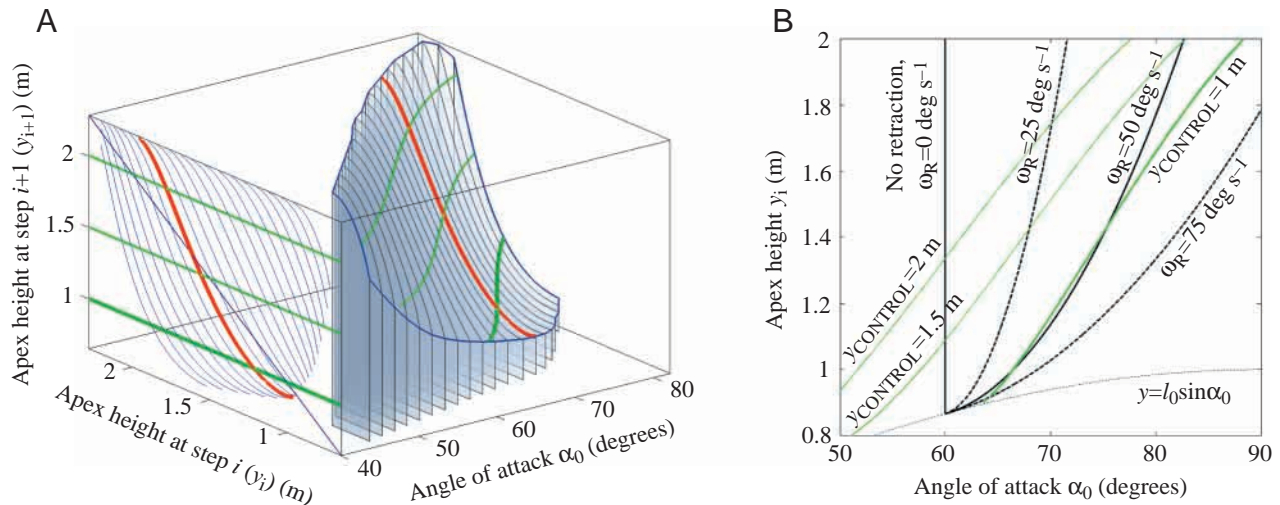 A
Apex height at step i+1 (yi+1) (m)
2
1.5
1
2
1.5
1
Apex height at step i (yi) (m)
40
50
60
70
80
Angle of attack α0 (degrees)
B
Apex height yi (m)
2
1.8
1.6
1.4
1.2
1
0.8
50
60
70
80
90
Angle of attack α0 (degrees)
No retraction,
ωR=0 deg s−1
ωR=25 deg s−1
ωR=50 deg s−1
yCONTROL=1 m
ωR=75 deg s−1
yCONTROL=2 m
yCONTROL=1.5 m
y=l0sinα0